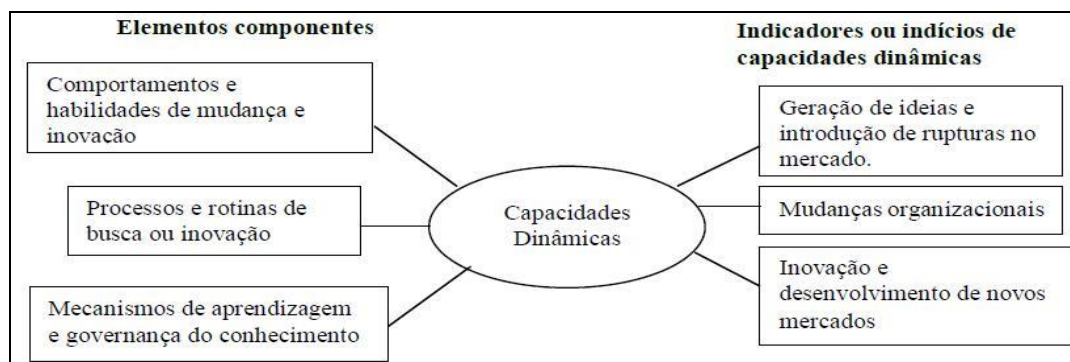 Elementos componentes
Comportamentos e
habilidades de mudança e
inovação
Processos e rotinas de
busca ou inovação
Mecanismos de aprendizagem
e governança do conhecimento
Capacidades
Dinâmicas
Indicadores ou indícios de
capacidades dinâmicas
Geração de ideias e
introdução de rupturas no
mercado.
Mudanças organizacionais
Inovação e
desenvolvimento de novos
mercados